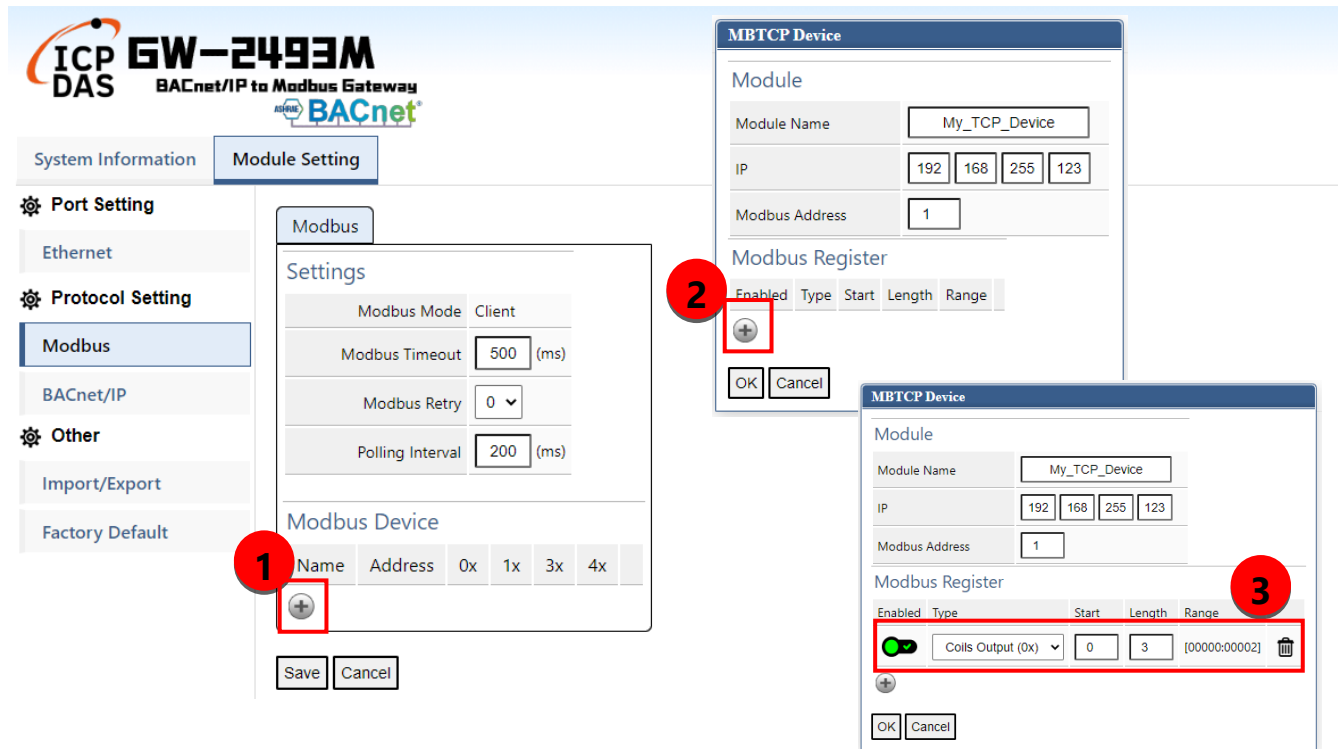 ICP
DAS
GW-2493M
BACnet/IP to Modbus Gateway
ASHRAE BACnet
System Information
Module Setting
Port Setting
Ethernet
Protocol Setting
Modbus
BACnet/IP
Other
Import/Export
Factory Default
Modbus
Settings
Modbus Mode Client
Modbus Timeout 500 (ms)
Modbus Retry 0
Polling Interval 200 (ms)
Modbus Device
1
Name Address 0x 1x 3x 4x
Save Cancel
MBTCP Device
Module
Module Name My_TCP_Device
IP 192 168 255 123
Modbus Address 1
Modbus Register
2
Enabled Type Start Length Range
OK Cancel
MBTCP Device
Module
Module Name My_TCP_Device
IP 192 168 255 123
Modbus Address 1
Modbus Register
3
Enabled Type Start Length Range
Coils Output (0x) 0 3 [00000:00002]
OK Cancel